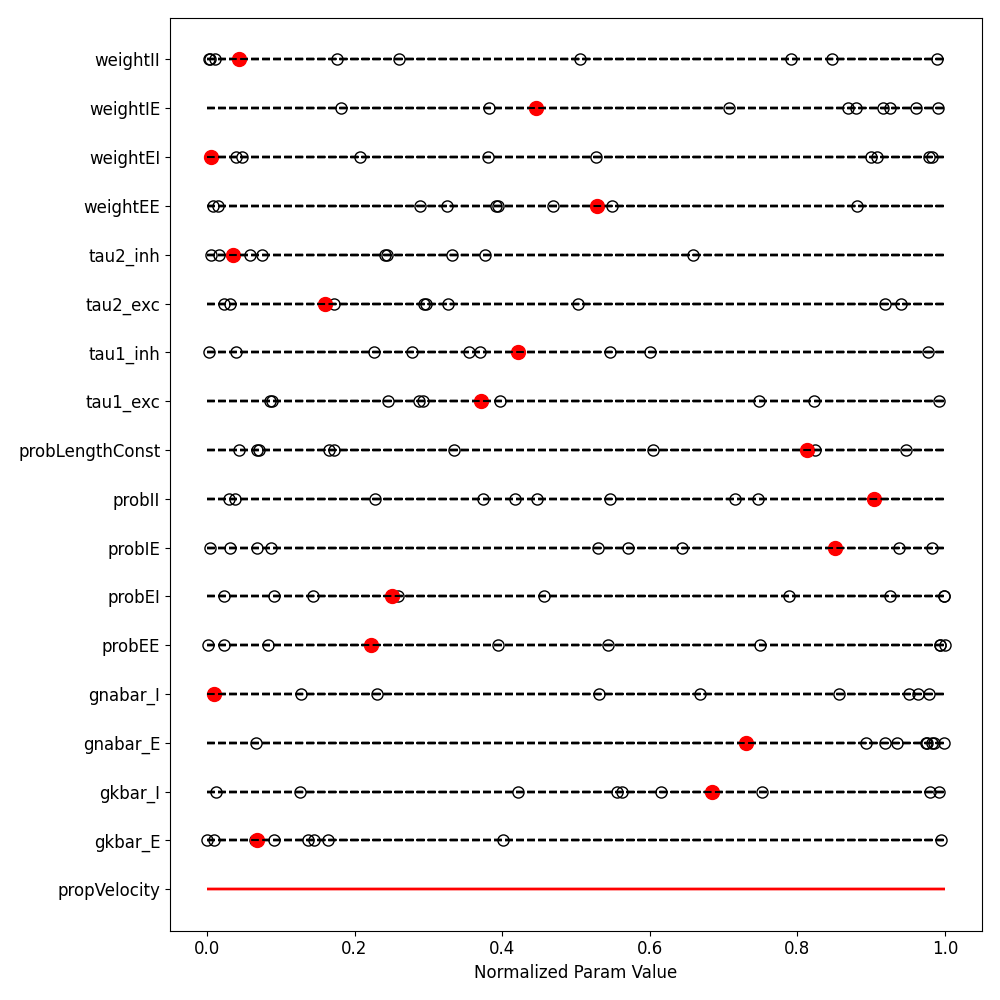 weightII
weightIE
weightEI
weightEE
tau2_inh
tau2_exc
tau1_inh
tau1_exc
probLengthConst
probII
probIE
probEI
probEE
gnabar_I
gnabar_E
gkbar_I
gkbar_E
propVelocity
0.0 0.2 0.4 0.6 0.8 1.0
Normalized Param Value